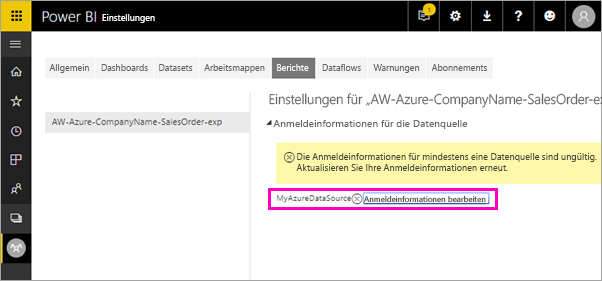 Power BI Einstellungen 1
Allgemein Dashboards Datasets Arbeitsmappen Berichte Dataflows Warnungen Abonnements
AW-Azure-CompanyName-SalesOrder-exp
Einstellungen für „AW-Azure-CompanyName-SalesOrder-ex
Anmeldeinformationen für die Datenquelle
Die Anmeldeinformationen für mindestens eine Datenquelle sind ungültig.
Aktualisieren Sie Ihre Anmeldeinformationen erneut.
MyAzureDataSource Anmeldeinformationen bearbeiten